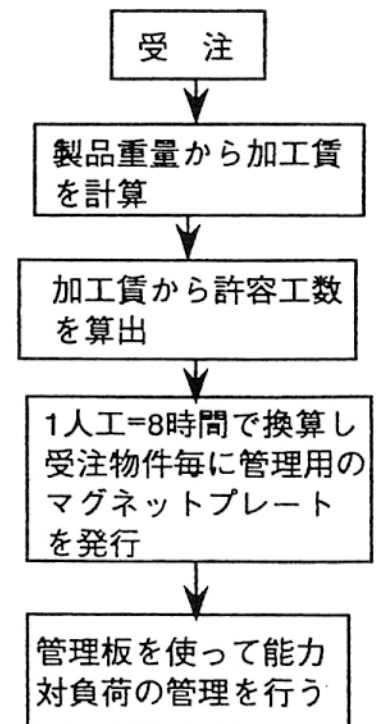 受　注
製品重量から加工賃
を計算
加工賃から許容工数
を算出
1人工=8時間で換算し
受注物件毎に管理用の
マグネットプレート
を発行
管理板を使って能力
対負荷の管理を行う